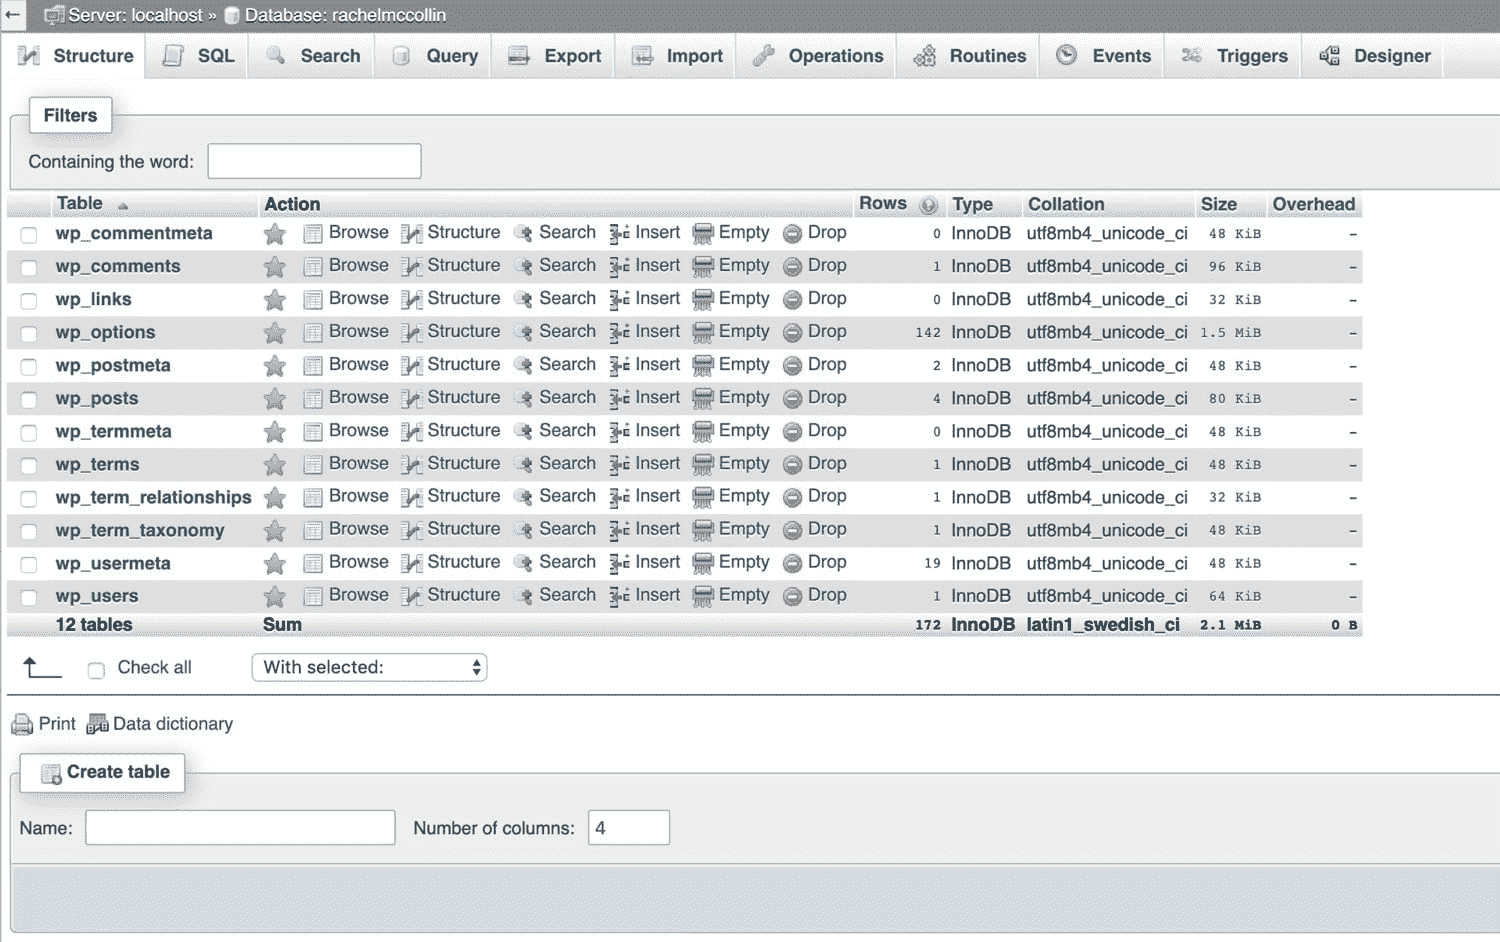 Server: localhost » Database: rachelmccollin
Structure SQL Search Query Export Import Operations Routines Events Triggers Designer
Filters
Containing the word:
Table Action Rows Type Collation Size Overhead
wp_commentmeta Browse Structure Search Insert Empty Drop 0 InnoDB utf8mb4_unicode_ci 48 KiB –
wp_comments Browse Structure Search Insert Empty Drop 1 InnoDB utf8mb4_unicode_ci 96 KiB –
wp_links Browse Structure Search Insert Empty Drop 0 InnoDB utf8mb4_unicode_ci 32 KiB –
wp_options Browse Structure Search Insert Empty Drop 142 InnoDB utf8mb4_unicode_ci 1.5 MiB –
wp_postmeta Browse Structure Search Insert Empty Drop 2 InnoDB utf8mb4_unicode_ci 48 KiB –
wp_posts Browse Structure Search Insert Empty Drop 4 InnoDB utf8mb4_unicode_ci 80 KiB –
wp_termmeta Browse Structure Search Insert Empty Drop 0 InnoDB utf8mb4_unicode_ci 48 KiB –
wp_terms Browse Structure Search Insert Empty Drop 1 InnoDB utf8mb4_unicode_ci 48 KiB –
wp_term_relationships Browse Structure Search Insert Empty Drop 1 InnoDB utf8mb4_unicode_ci 32 KiB –
wp_term_taxonomy Browse Structure Search Insert Empty Drop 1 InnoDB utf8mb4_unicode_ci 48 KiB –
wp_usermeta Browse Structure Search Insert Empty Drop 19 InnoDB utf8mb4_unicode_ci 48 KiB –
wp_users Browse Structure Search Insert Empty Drop 1 InnoDB utf8mb4_unicode_ci 64 KiB –
12 tables Sum 172 InnoDB latin1_swedish_ci 2.1 MiB 0 B
Check all With selected:
Print Data dictionary
Create table
Name: Number of columns: 4